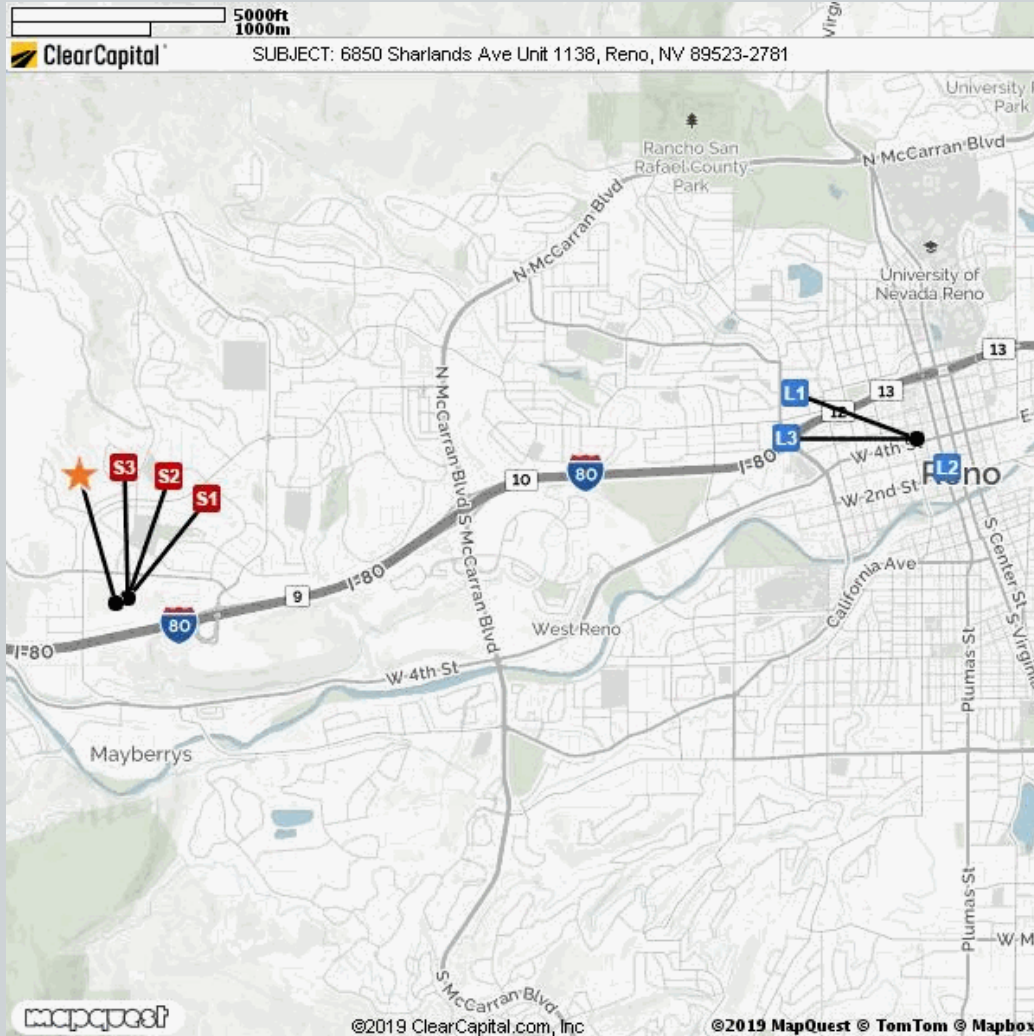 5000ft
1000m
ClearCapital
SUBJECT: 6850 Sharlands Ave Unit 1138, Reno, NV 89523-2781
Virgi
University
Park
N McCarran Blvd
Rancho San
Rafael County
Park
N McCarran Blvd
University of
Nevada Reno
13
N McCarran Blvd
13
L1
12
L3
W 4th St
L2
Reno
I-80
80
10
S3
S2
S1
W 2nd St
S McCarran Blvd
S Center St
S Virginia
California Ave
I-80
9
80
I-80
West Reno
W 4th St
Plumas St
Mayberrys
Plumas St
W M
S McCarran Blvd
mapquest
©2019 ClearCapital.com, Inc
©2019 MapQuest © TomTom © Mapbox